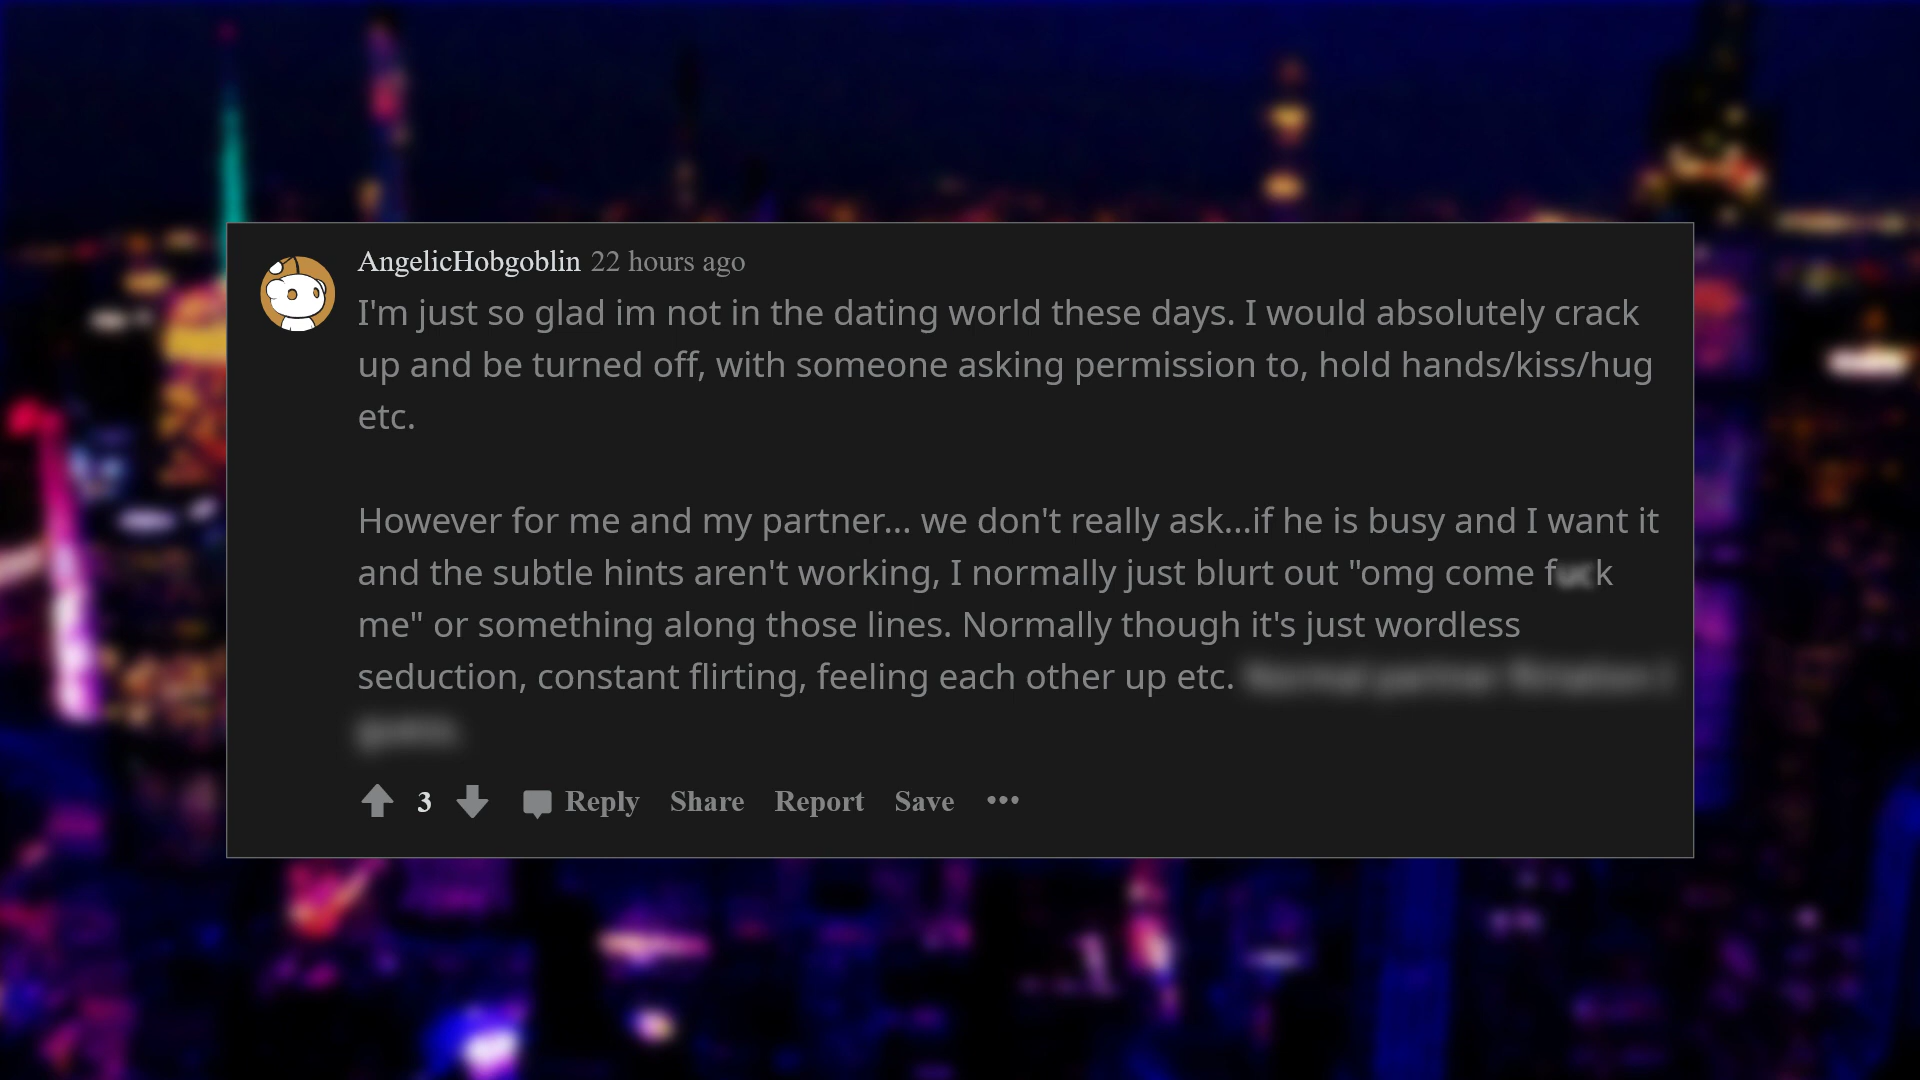 AngelicHobgoblin 22 hours ago
I'm just so glad im not in the dating world these days. I would absolutely crack
up and be turned off, with someone asking permission to, hold hands/kiss/hug
etc.
However for me and my partner... we don't really ask...if he is busy and I want it
and the subtle hints aren't working, I normally just blurt out "omg come fuck
me" or something along those lines. Normally though it's just wordless
seduction, constant flirting, feeling each other up etc.
3 Reply Share Report Save